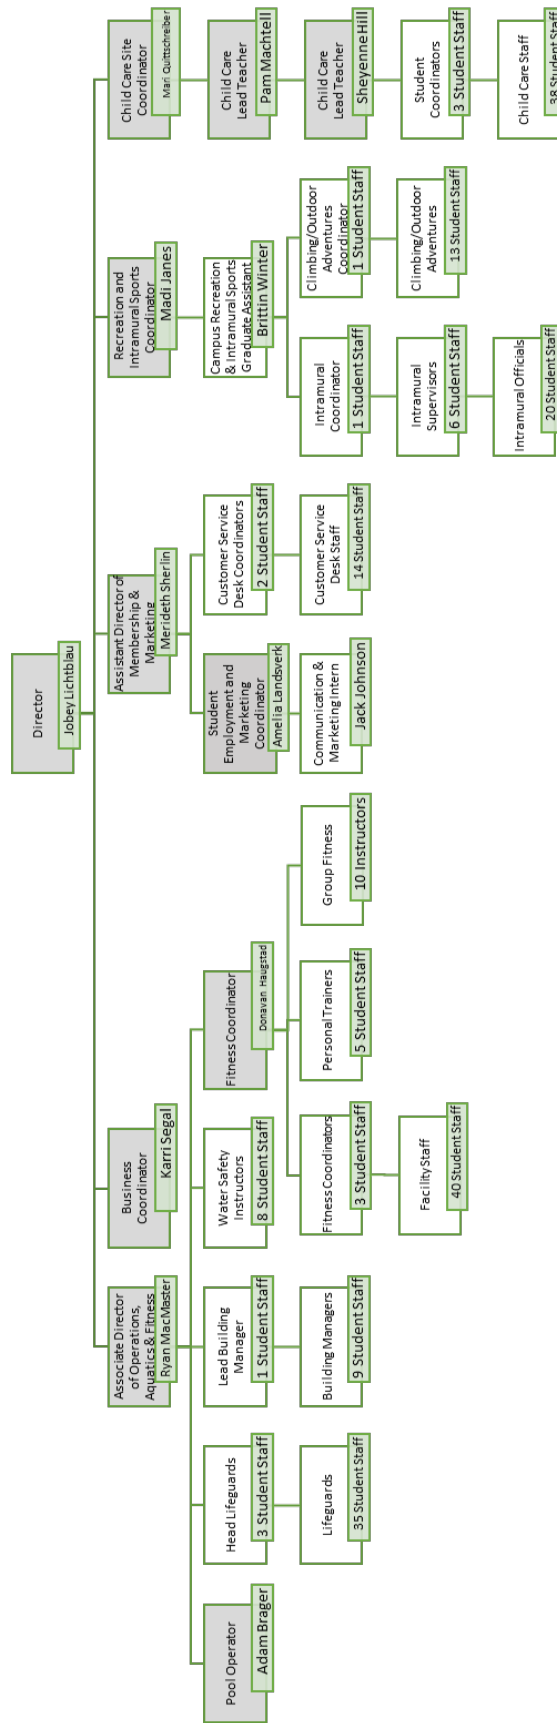 Director
Jobey Lichtblau
Associate Director
of Operations,
Aquatics & Fitness
Ryan MacMaster
Business
Coordinator
Karri Segal
Assistant Director of
Membership &
Marketing
Merideth Sherlin
Recreation and
Intramural Sports
Coordinator
Madi Janes
Child Care Site
Coordinator
Mari Quittschreiber
Pool Operator
Adam Brager
Head Lifeguards
3 Student Staff
Lead Building
Manager
1 Student Staff
Water Safety
Instructors
8 Student Staff
Fitness Coordinator
Donavan Haugstad
Student
Employment and
Marketing
Coordinator
Amelia Landsverk
Customer Service
Desk Coordinators
2 Student Staff
Campus Recreation
& Intramural Sports
Graduate Assistant
Brittin Winter
Child Care
Lead Teacher
Pam Machtell
Lifeguards
35 Student Staff
Building Managers
9 Student Staff
Fitness Coordinators
3 Student Staff
Personal Trainers
5 Student Staff
Group Fitness
10 Instructors
Communication &
Marketing Intern
Jack Johnson
Customer Service
Desk Staff
14 Student Staff
Intramural
Coordinator
1 Student Staff
Climbing/Outdoor
Adventures
Coordinator
1 Student Staff
Child Care
Lead Teacher
Sheyenne Hill
Facility Staff
40 Student Staff
Intramural
Supervisors
6 Student Staff
Climbing/Outdoor
Adventures
13 Student Staff
Student
Coordinators
3 Student Staff
Intramural Officials
20 Student Staff
Child Care Staff
38 Student Staff